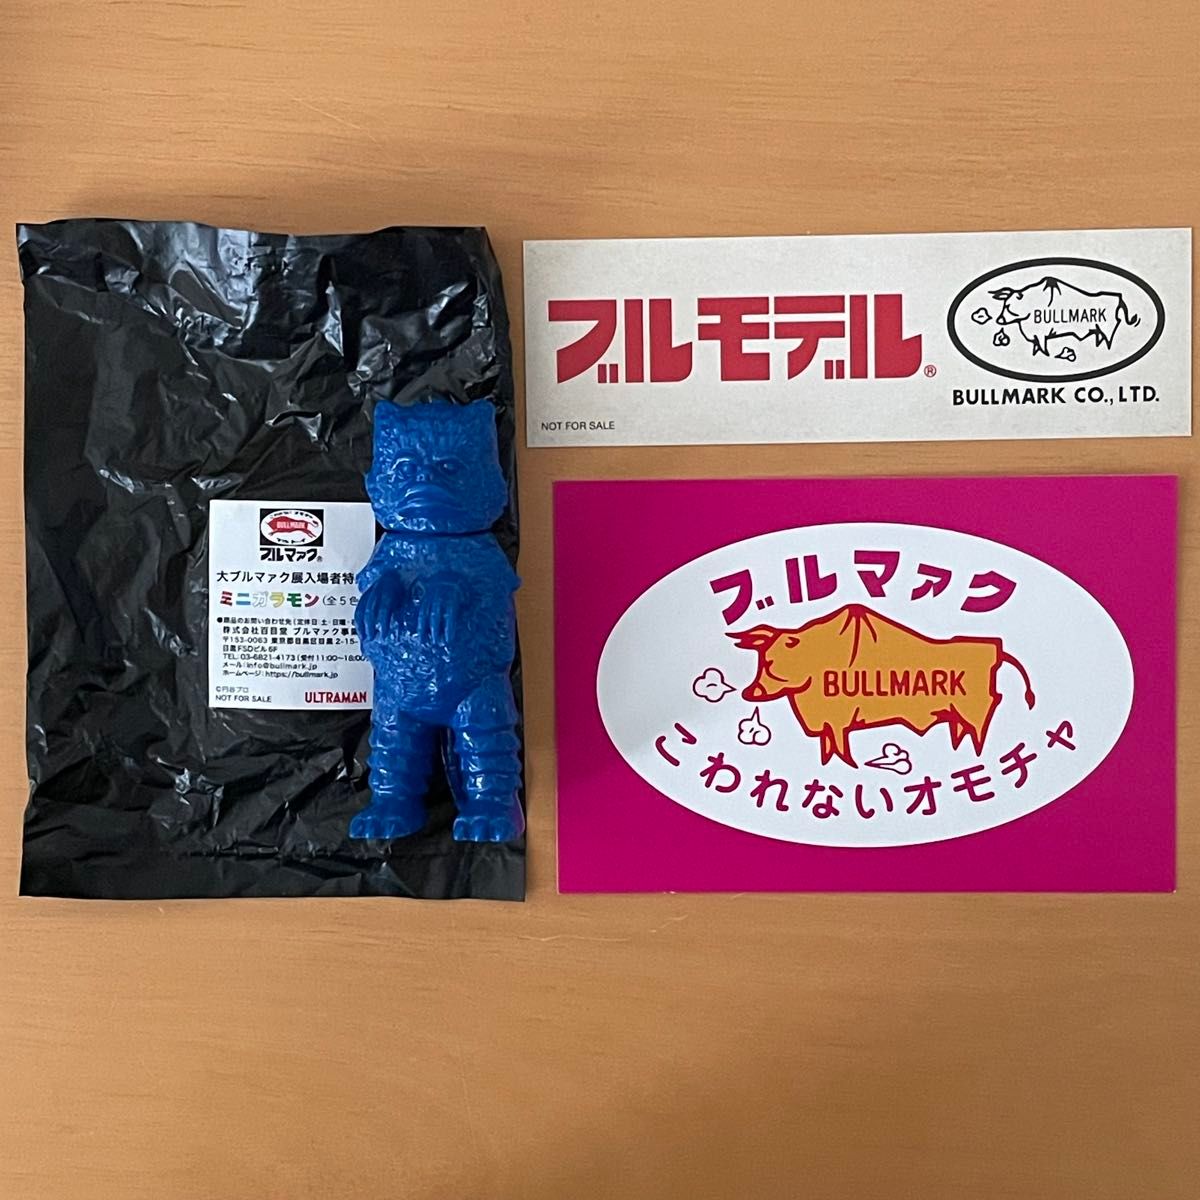 BULLMARK
ブルマァク®
大ブルマァク展入場者特
ミニガラモン(全5色
●商品のお問い合わせ先(定休日:土・日曜・
株式会社百目堂 ブルマァク事業
〒153-0063 東京都目黒区目黒2-15-
目黒FSDビル6F
TEL:03-6821-4173(受付11:00~18:00
メール:info@bullmark.jp
ホームページ:https://bullmark.jp
©円谷プロ
NOT FOR SALE
ULTRAMAN
ブルモデル®
BULLMARK
BULLMARK CO.,LTD.
NOT FOR SALE
ブルマァク
BULLMARK
こわれないオモチャ